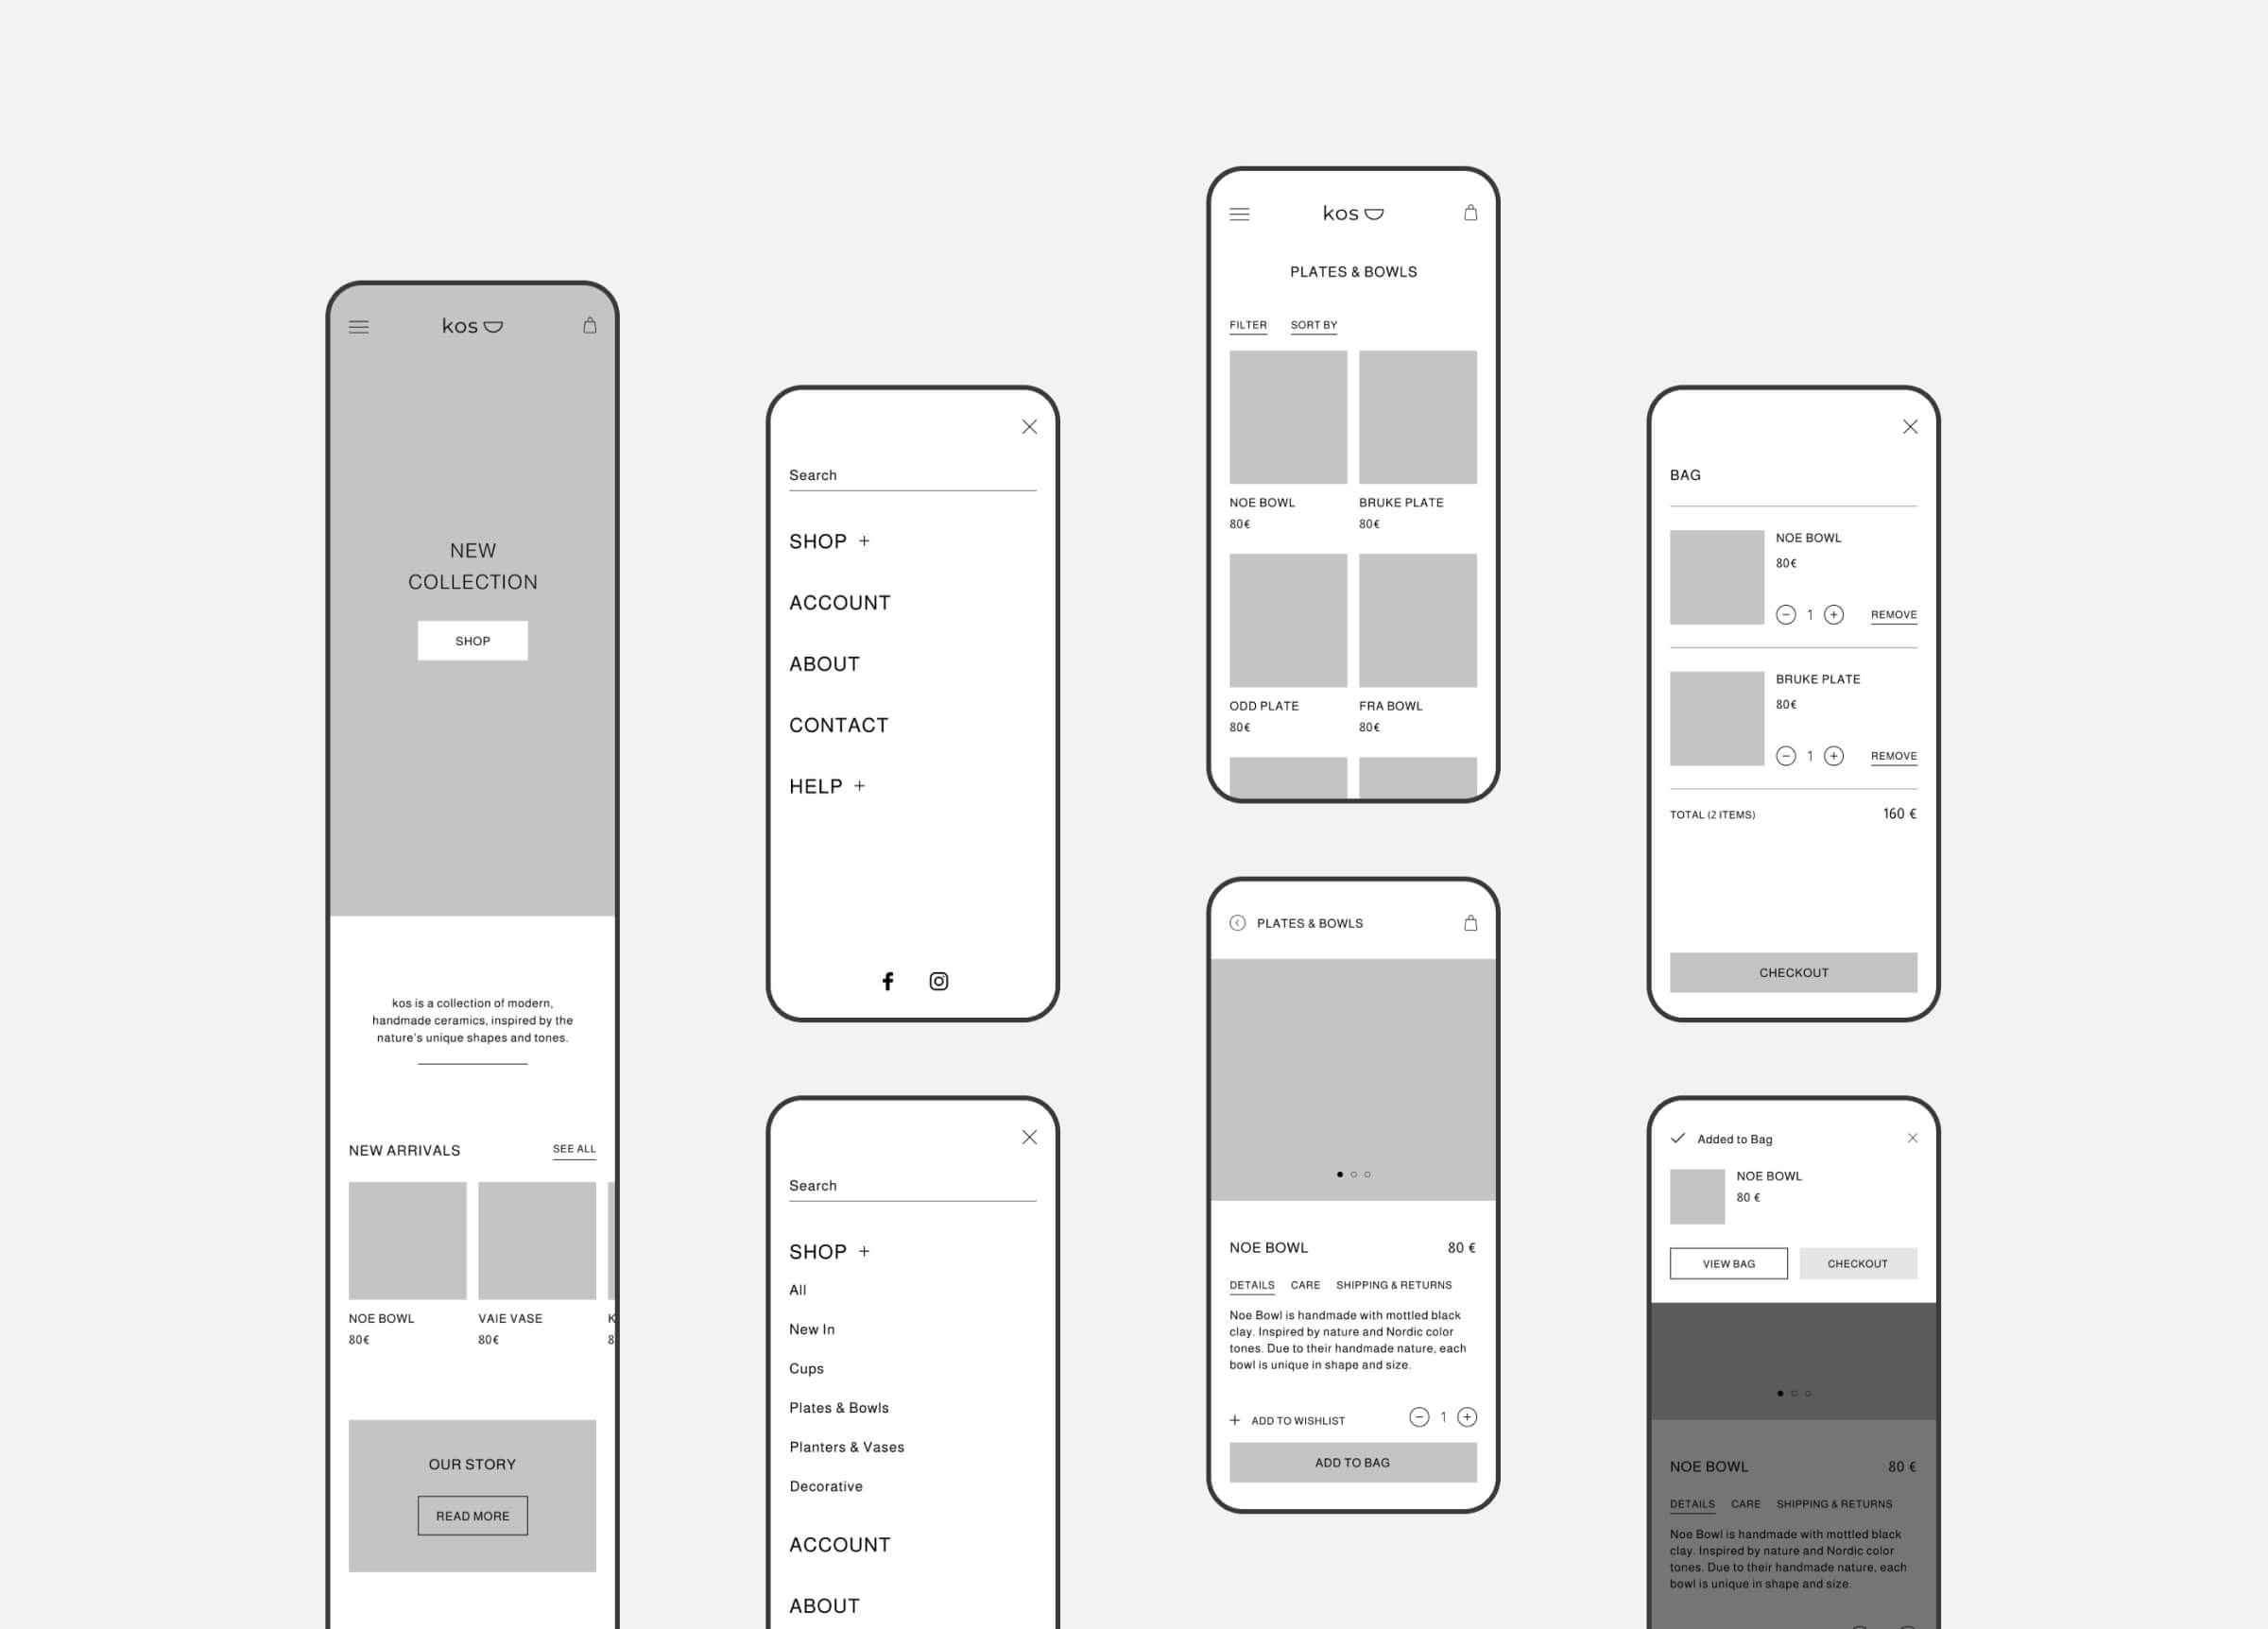 kos
NEW
COLLECTION
SHOP
kos is a collection of modern,
handmade ceramics, inspired by the
nature's unique shapes and tones.
NEW ARRIVALS
SEE ALL
NOE BOWL
80€
VAIE VASE
80€
K
8
OUR STORY
READ MORE
Search
SHOP +
ACCOUNT
ABOUT
CONTACT
HELP +
Search
SHOP +
All
New In
Cups
Plates & Bowls
Planters & Vases
Decorative
ACCOUNT
ABOUT
kos
PLATES & BOWLS
FILTER
SORT BY
NOE BOWL
80€
BRUKE PLATE
80€
ODD PLATE
80€
FRA BOWL
80€
PLATES & BOWLS
NOE BOWL
80 €
DETAILS
CARE
SHIPPING & RETURNS
Noe Bowl is handmade with mottled black
clay. Inspired by nature and Nordic color
tones. Due to their handmade nature, each
bowl is unique in shape and size.
+ ADD TO WISHLIST
1
ADD TO BAG
BAG
NOE BOWL
80€
1
REMOVE
BRUKE PLATE
80€
1
REMOVE
TOTAL (2 ITEMS)
160 €
CHECKOUT
Added to Bag
NOE BOWL
80 €
VIEW BAG
CHECKOUT
NOE BOWL
80 €
DETAILS
CARE
SHIPPING & RETURNS
Noe Bowl is handmade with mottled black
clay. Inspired by nature and Nordic color
tones. Due to their handmade nature, each
bowl is unique in shape and size.